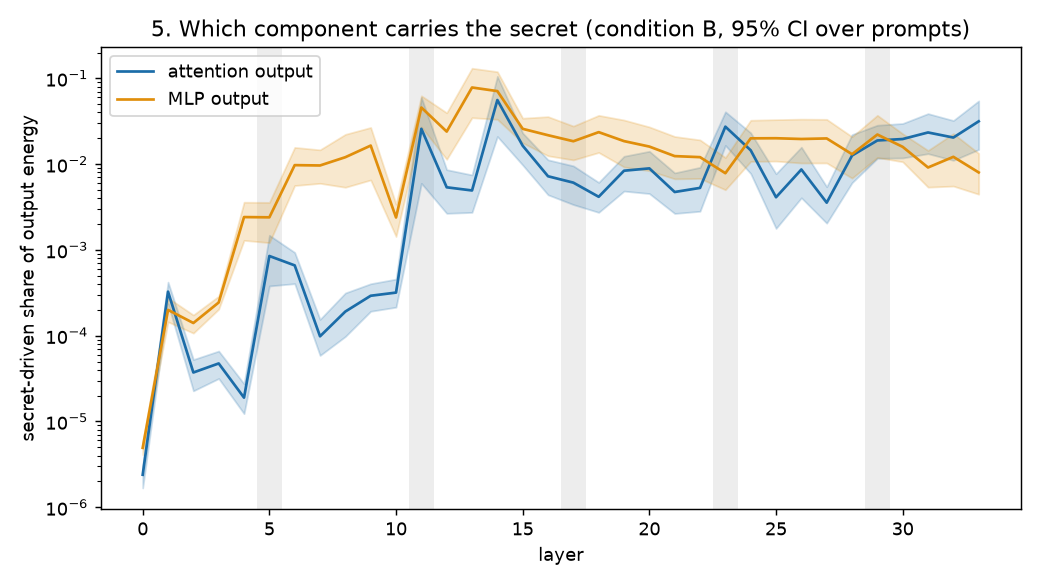 5. Which component carries the secret (condition B, 95% CI over prompts)
attention output
MLP output
secret-driven share of output energy
10⁻¹
10⁻²
10⁻³
10⁻⁴
10⁻⁵
10⁻⁶
0 5 10 15 20 25 30
layer